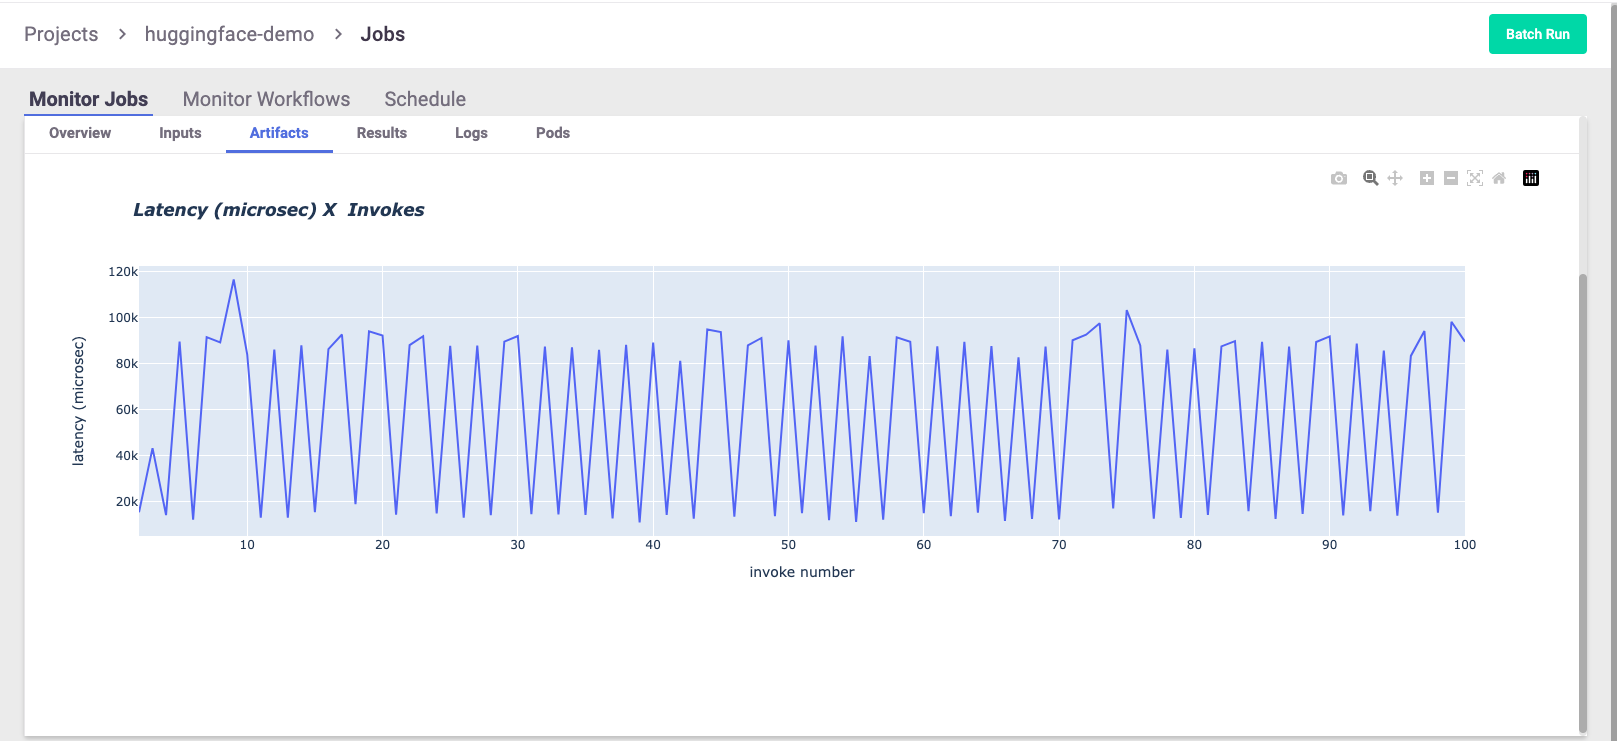 Projects > huggingface-demo > Jobs
Batch Run
Monitor Jobs Monitor Workflows Schedule
Overview Inputs Artifacts Results Logs Pods
Latency (microsec) X Invokes
120k
100k
80k
60k
40k
20k
latency (microsec)
10 20 30 40 50 60 70 80 90 100
invoke number